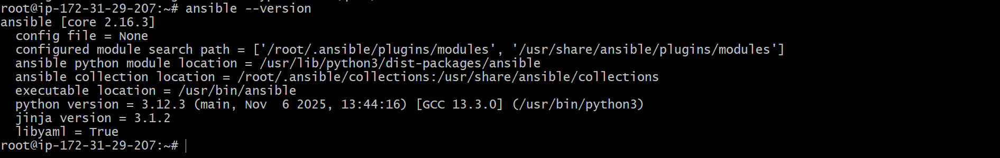 root@ip-172-31-29-207:~# ansible --version
ansible [core 2.16.3]
  config file = None
  configured module search path = ['/root/.ansible/plugins/modules', '/usr/share/ansible/plugins/modules']
  ansible python module location = /usr/lib/python3/dist-packages/ansible
  ansible collection location = /root/.ansible/collections:/usr/share/ansible/collections
  executable location = /usr/bin/ansible
  python version = 3.12.3 (main, Nov  6 2025, 13:44:16) [GCC 13.3.0] (/usr/bin/python3)
  jinja version = 3.1.2
  libyaml = True
root@ip-172-31-29-207:~#